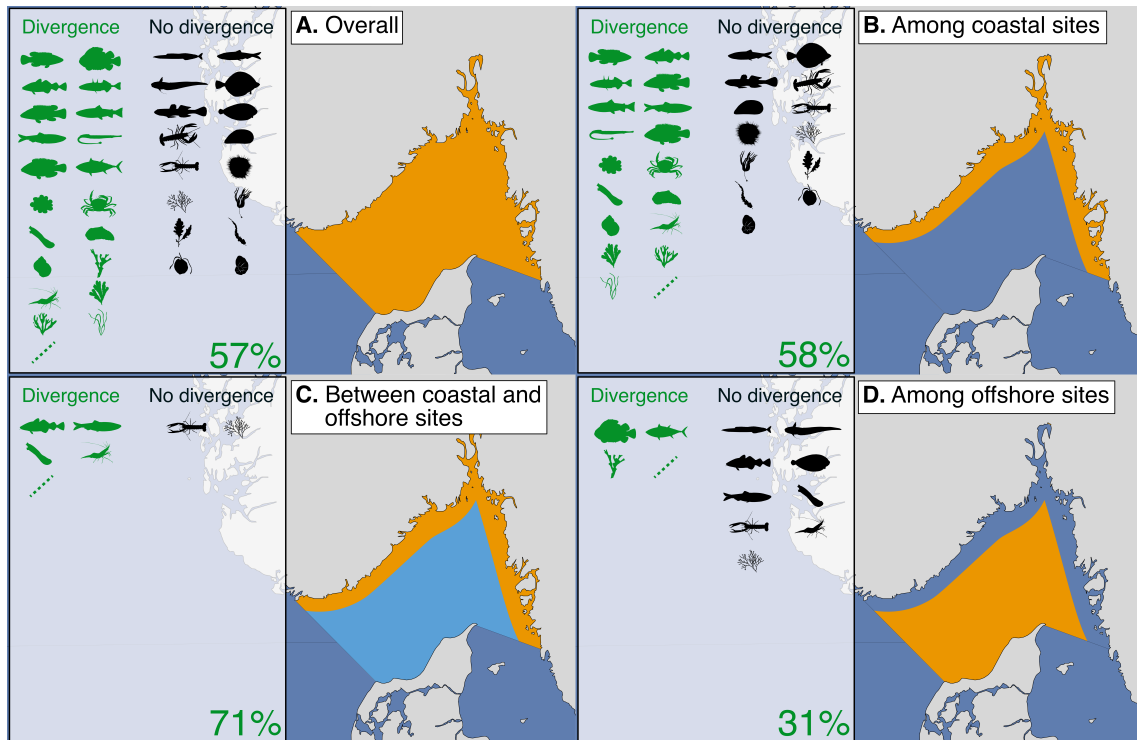 Divergence No divergence
A. Overall
57%
Divergence No divergence
B. Among coastal sites
58%
Divergence No divergence
C. Between coastal and
offshore sites
71%
Divergence No divergence
D. Among offshore sites
31%